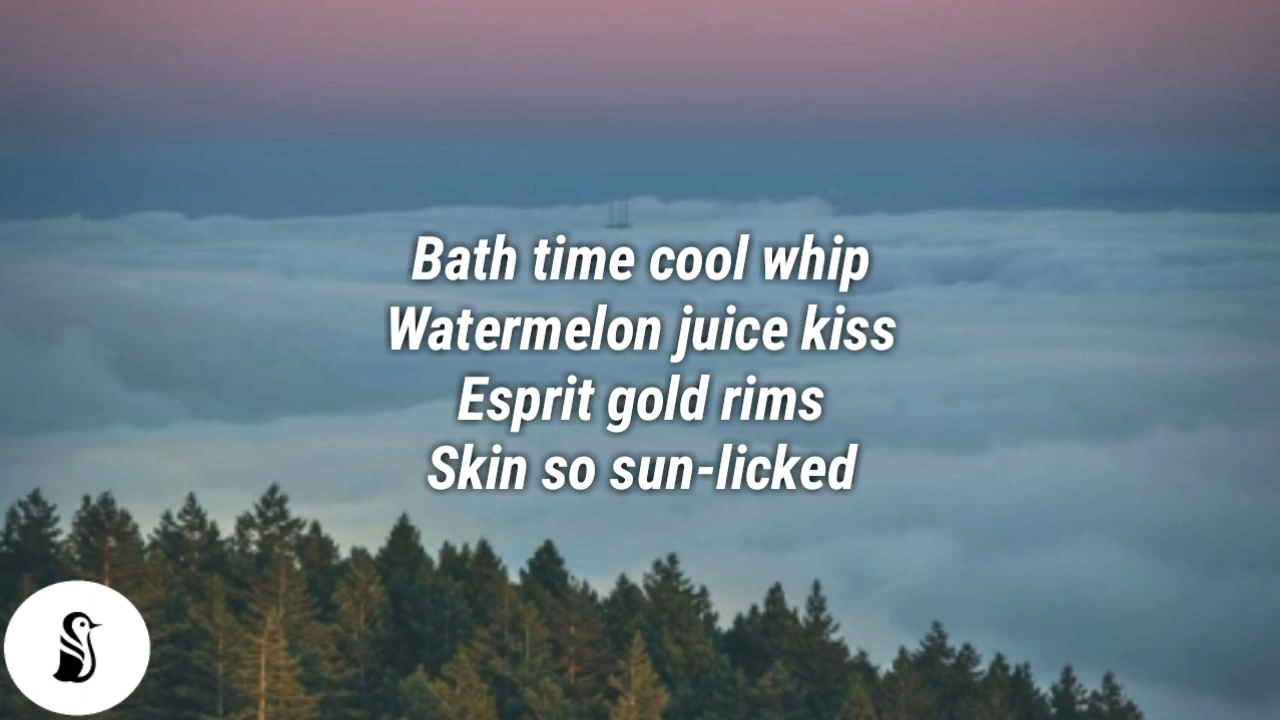 Bath time cool whip
Watermelon juice kiss
Esprit gold rims
Skin so sun-licked